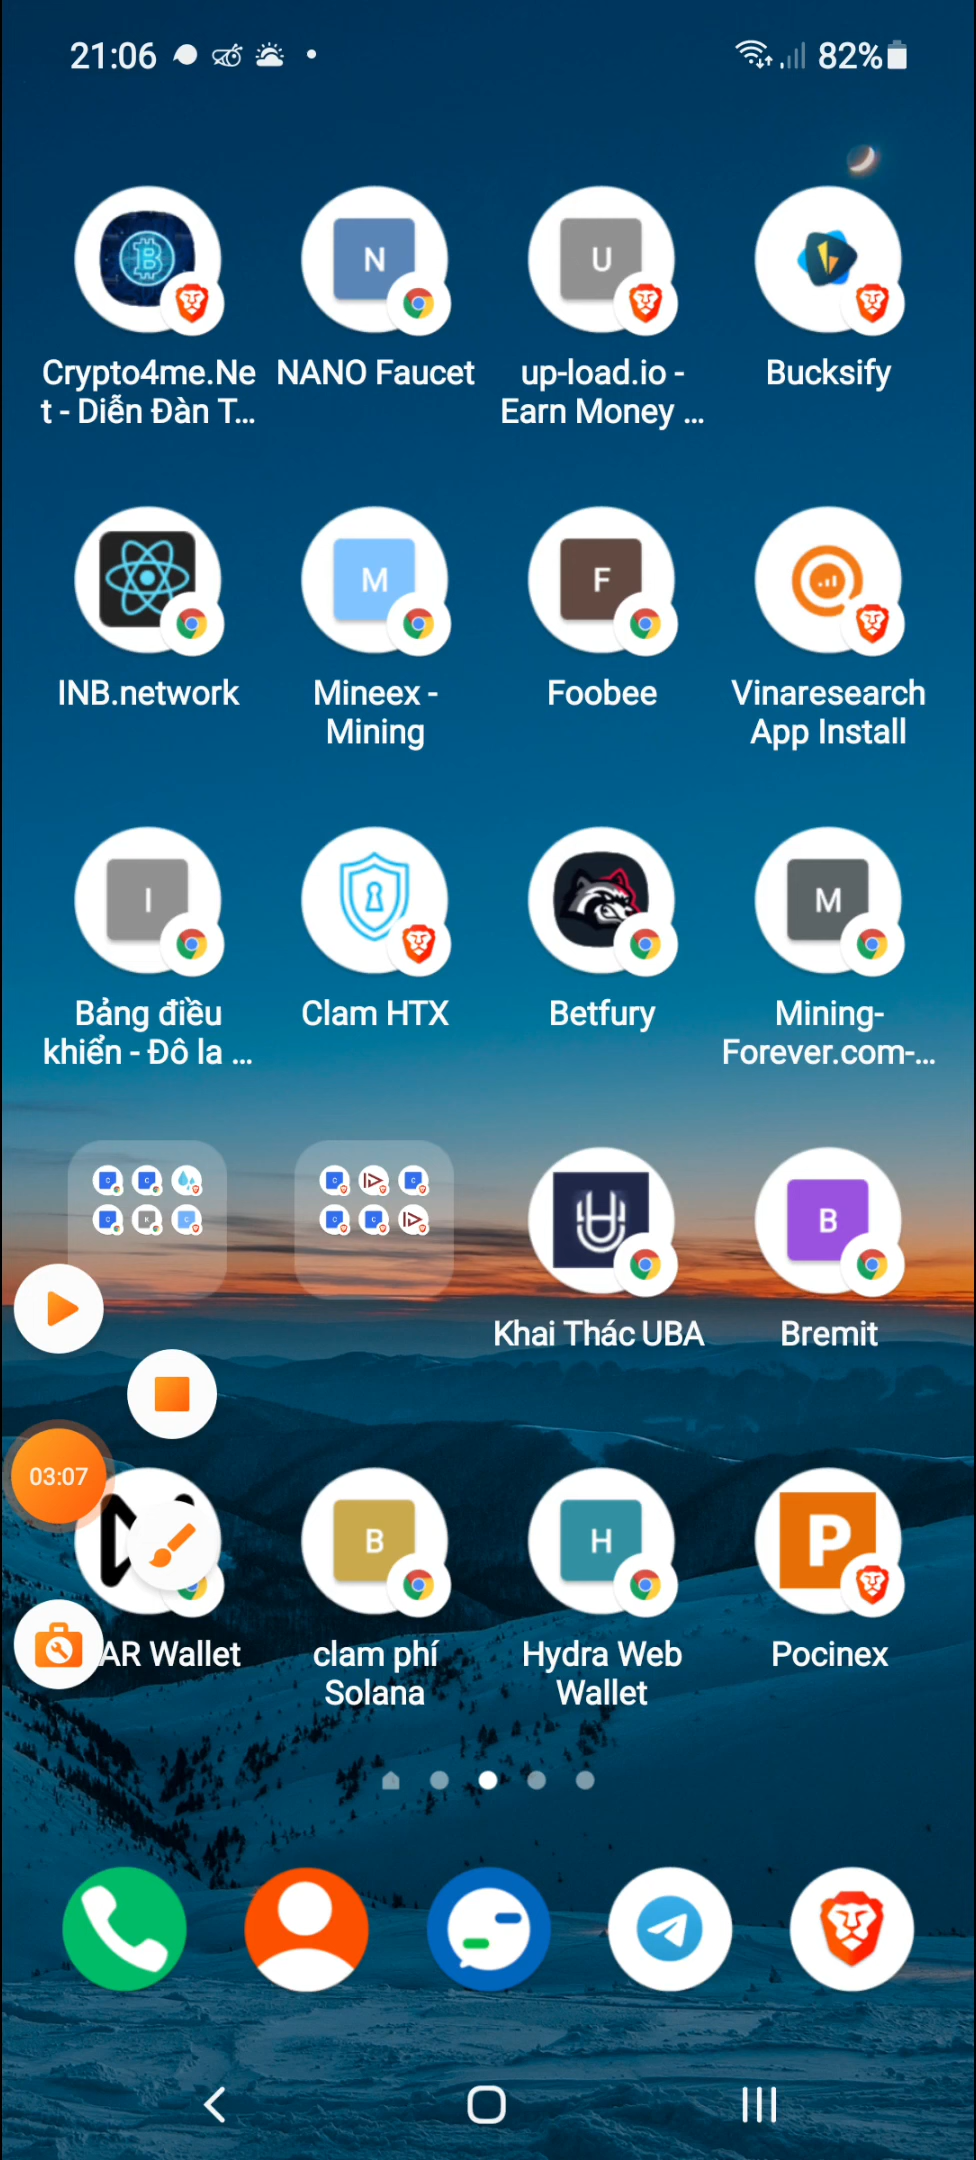 21:06
82%
N
U
Crypto4me.Ne
t - Diễn Đàn T...
NANO Faucet
up-load.io -
Earn Money ...
Bucksify
M
F
INB.network
Mineex -
Mining
Foobee
Vinaresearch
App Install
I
M
Bảng điều
khiển - Đô la ...
Clam HTX
Betfury
Mining-
Forever.com-...
B
Khai Thác UBA
Bremit
03:07
B
H
P
AR Wallet
clam phí
Solana
Hydra Web
Wallet
Pocinex